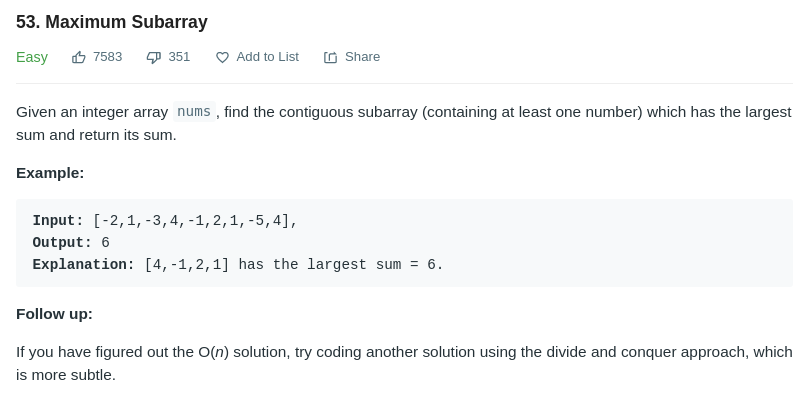 53. Maximum Subarray
Easy 7583 351 Add to List Share
Given an integer array nums, find the contiguous subarray (containing at least one number) which has the largest
sum and return its sum.
Example:
Input: [-2,1,-3,4,-1,2,1,-5,4],
Output: 6
Explanation: [4,-1,2,1] has the largest sum = 6.
Follow up:
If you have figured out the O(n) solution, try coding another solution using the divide and conquer approach, which
is more subtle.